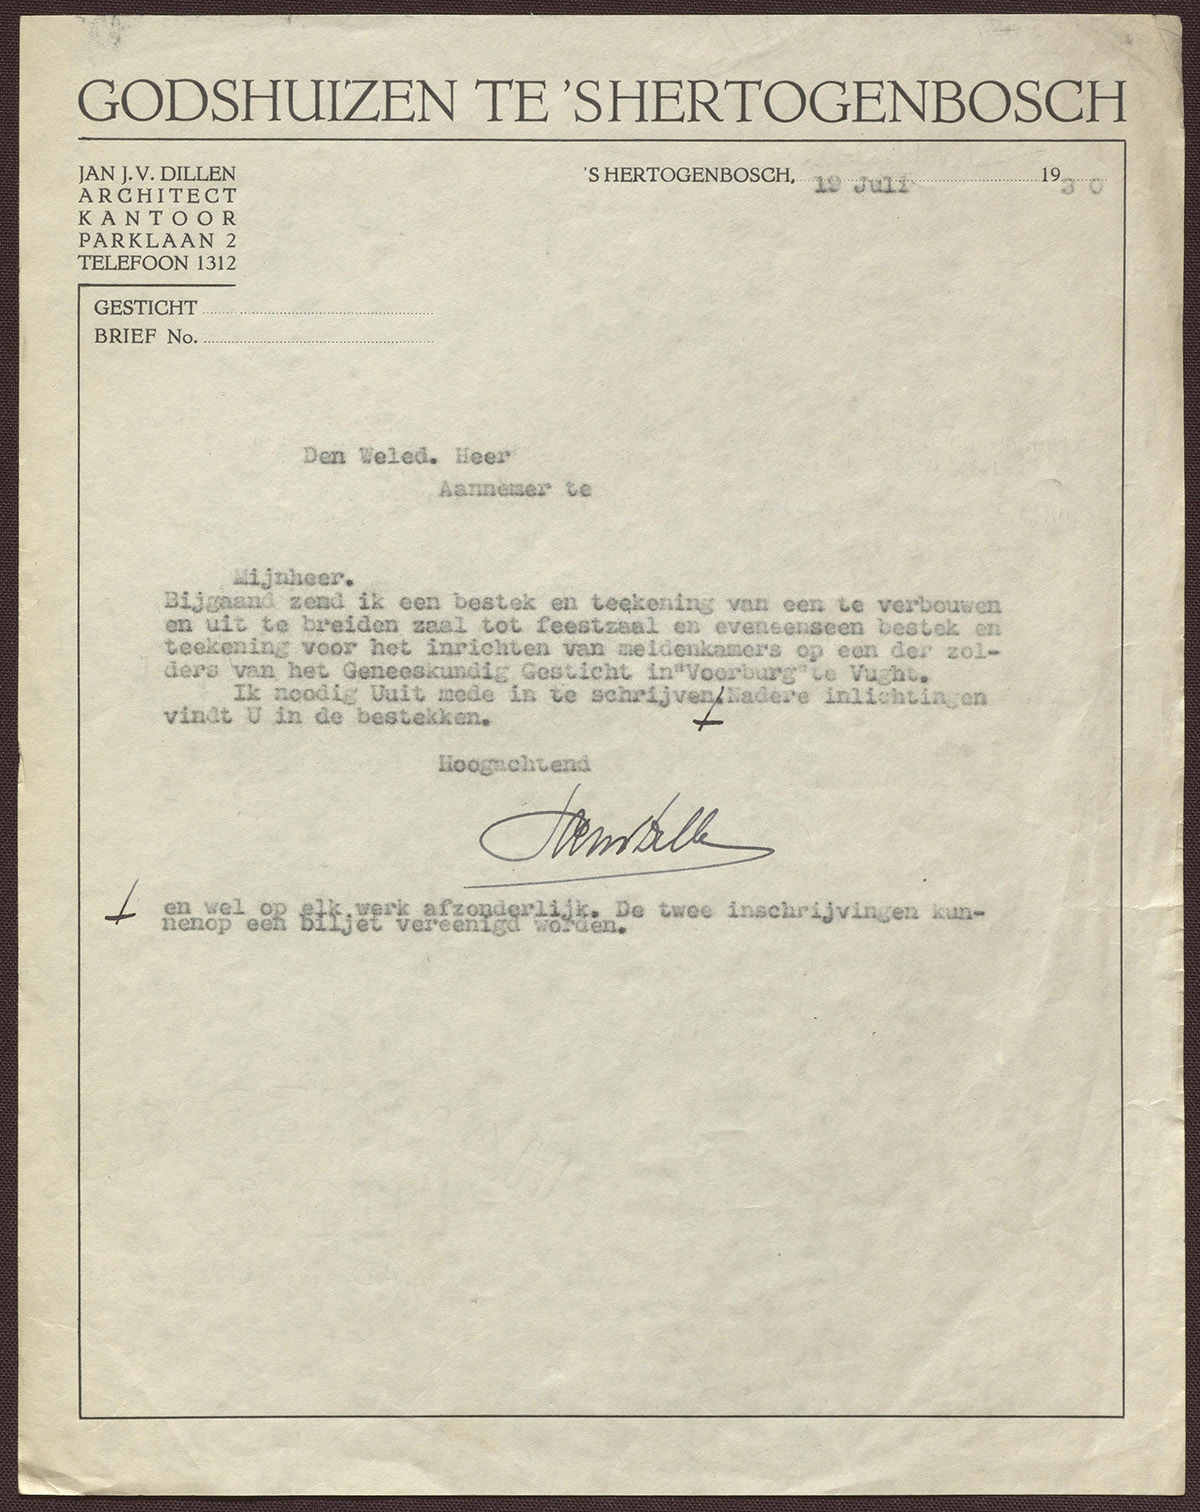 GODSHUIZEN TE 'SHERTOGENBOSCH
JAN J. V. DILLEN
ARCHITECT
KANTOOR
PARKLAAN 2
TELEFOON 1312
'S HERTOGENBOSCH, 19 Juli 1930
GESTICHT
BRIEF No.
Den Weled. Heer
Aannemer te
Mijnheer.
Bijgaand zend ik een bestek en teekening van een te verbouwen
en uit te breiden zaal tot feestzaal en eveneenseen bestek en
teekening voor het inrichten van meidenkamers op een der zol-
ders van het Geneeskundig Gesticht in"Voorburg"te Vught.
Ik noodig Uuit mede in te schrijven.Nadere inlichtingen
vindt U in de bestekken.
Hoogachtend
en wel op elk werk afzonderlijk. De twee inschrijvingen kun-
nenop een biljet vereenigd worden.